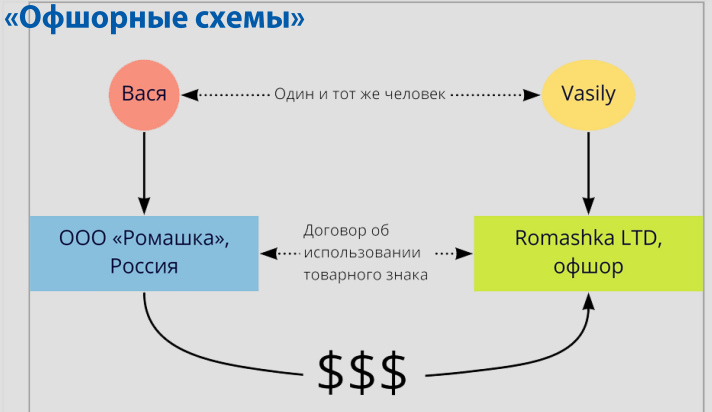 «Офшорные схемы»
Вася
Один и тот же человек
Vasily
ООО «Ромашка»,
Россия
Договор об
использовании
товарного знака
Romashka LTD,
офшор
$$$